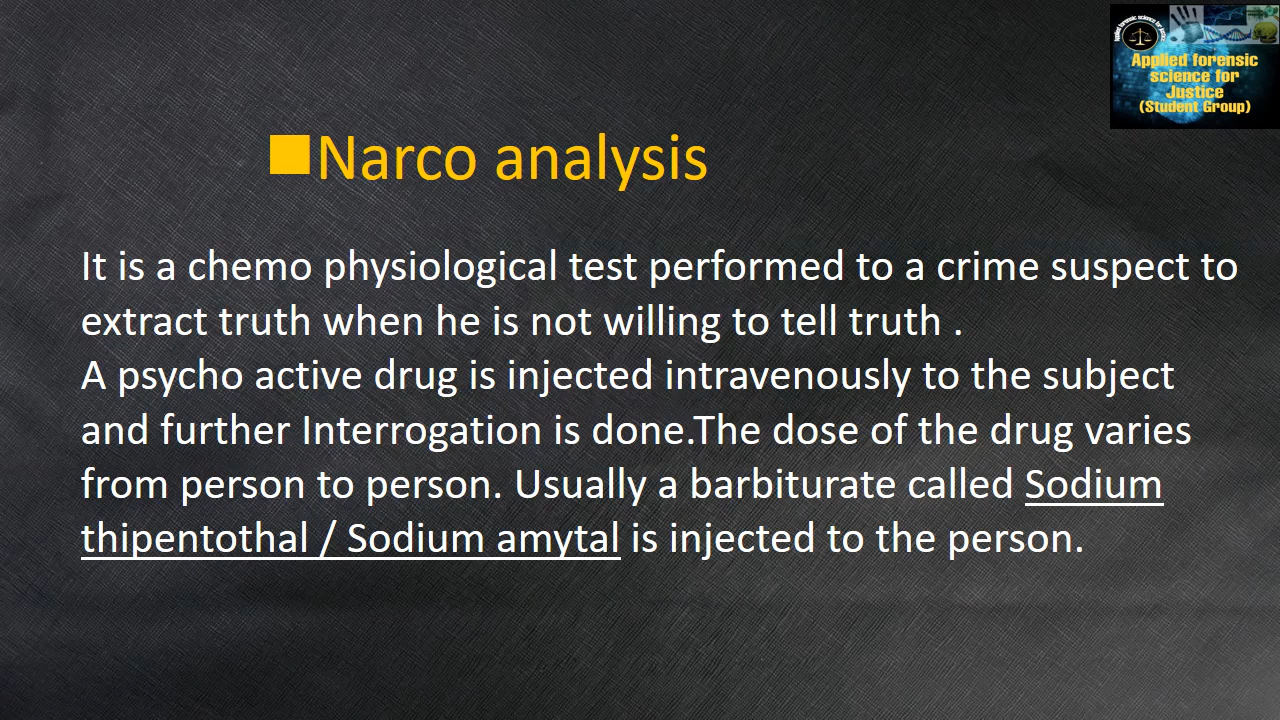 Applied forensic
science for
Justice
(Student Group)
Narco analysis
It is a chemo physiological test performed to a crime suspect to
extract truth when he is not willing to tell truth .
A psycho active drug is injected intravenously to the subject
and further Interrogation is done.The dose of the drug varies
from person to person. Usually a barbiturate called Sodium
thipentothal / Sodium amytal is injected to the person.